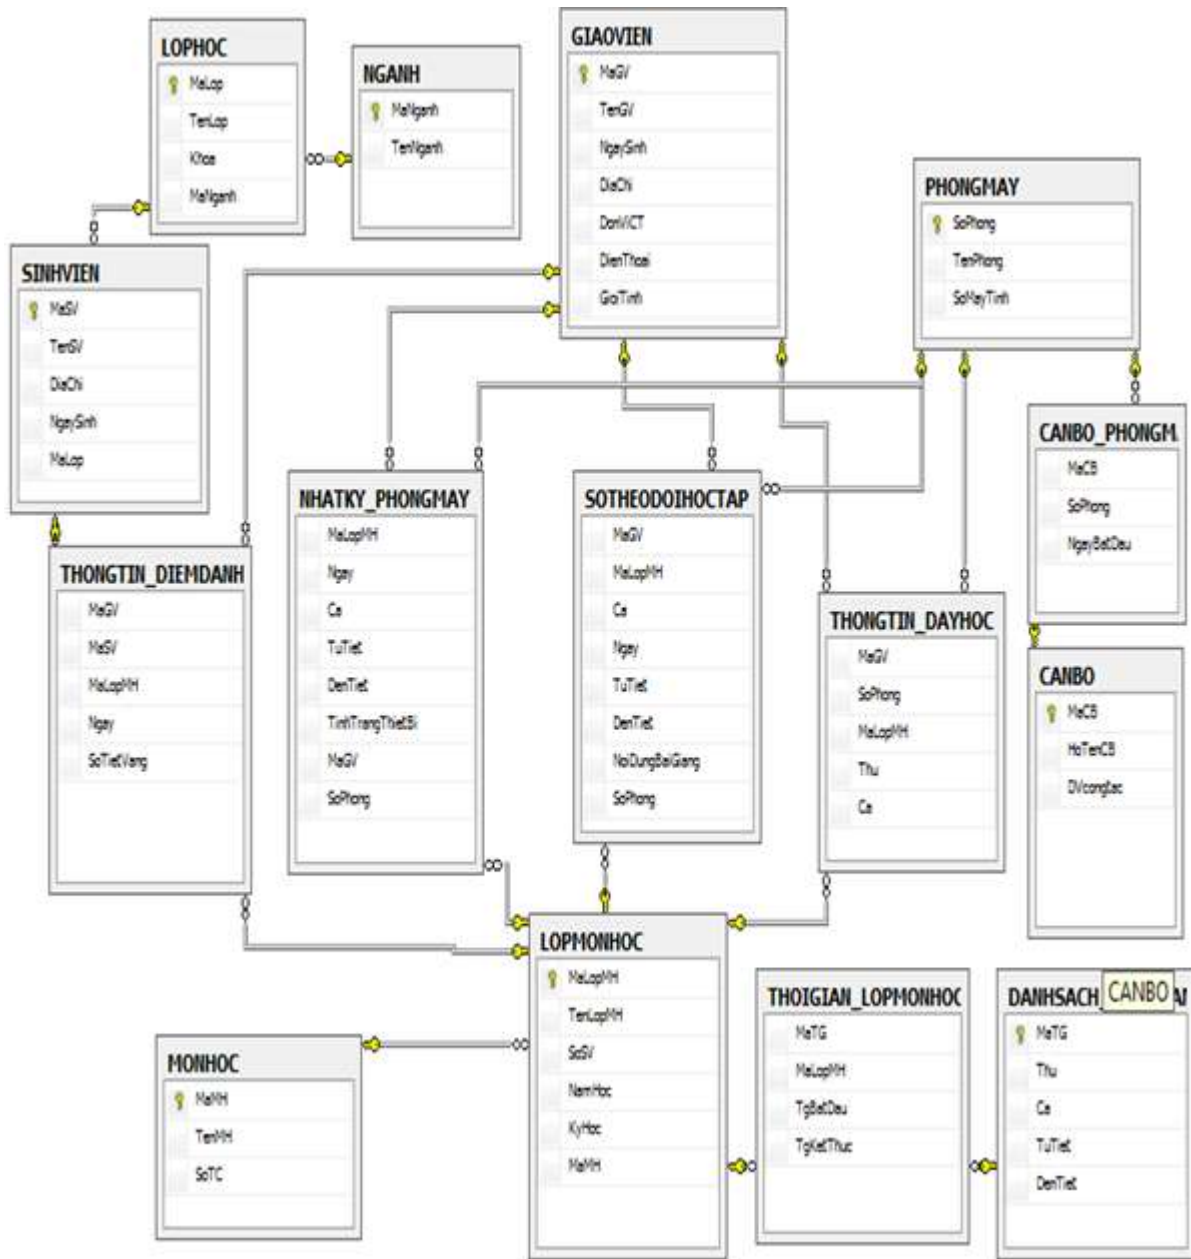 LOPHOC
MaLop
TenLop
Khoa
MaNganh
NGANH
MaNganh
TenNganh
GIAOVIEN
MaGV
TenGV
NgaySinh
DiaChi
DonViCT
DienThoai
GioiTinh
PHONGMAY
SoPhong
TenPhong
SoMayTinh
SINHVIEN
MaSV
TenSV
DiaChi
NgaySinh
MaLop
CANBO_PHONGM
MaCB
SoPhong
NgayBatDau
NHATKY_PHONGMAY
MaLopMH
Ngay
Ca
TuTiet
DenTiet
TinhTrangThietBi
MaGV
SoPhong
SOTHEODOIHOCTAP
MaGV
MaLopMH
Ca
Ngay
TuTiet
DenTiet
NoiDungBaiGiang
SoPhong
THONGTIN_DIEMDANH
MaGV
MaSV
MaLopMH
Ngay
SoTietVang
THONGTIN_DAYHOC
MaGV
SoPhong
MaLopMH
Thu
Ca
CANBO
MaCB
HoTenCB
DVcongtac
LOPMONHOC
MaLopMH
TenLopMH
SoSV
NamHoc
KyHoc
MaMH
THOIGIAN_LOPMONHOC
MaTG
MaLopMH
TgBatDau
TgKetThuc
DANHSACH_
CANBO
MaTG
Thu
Ca
TuTiet
DenTiet
MONHOC
MaMH
TenMH
SoTC